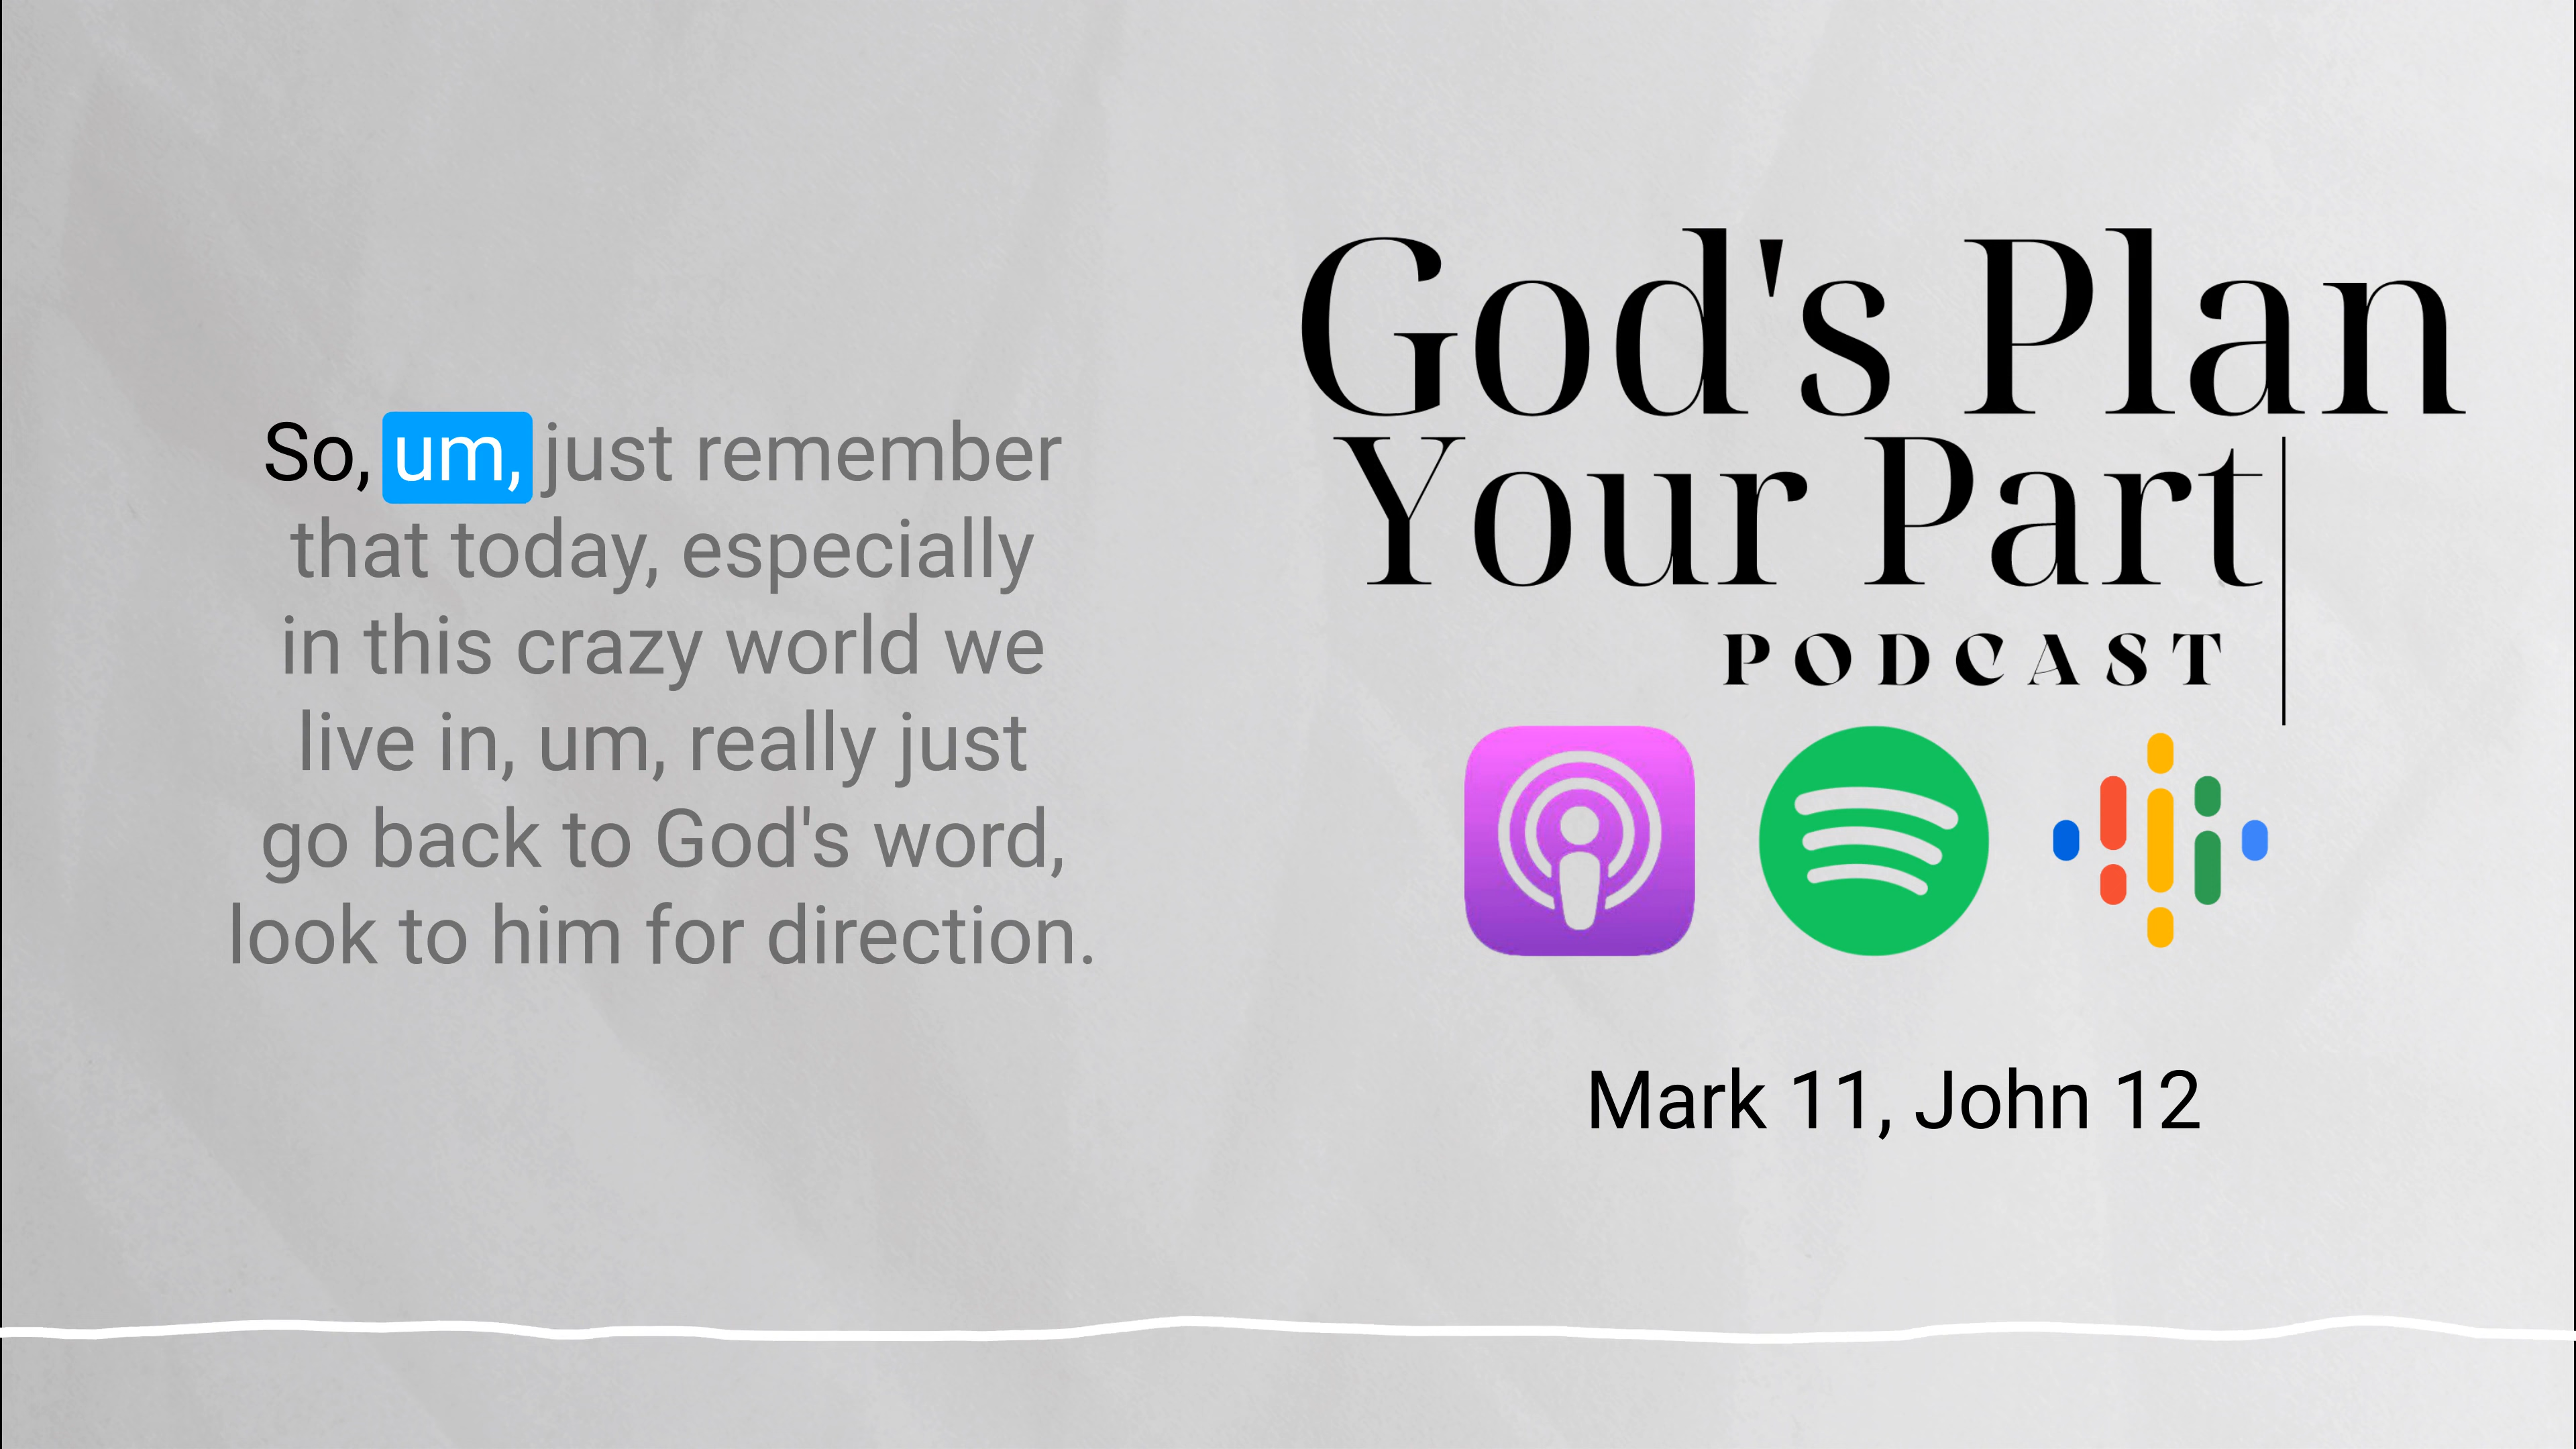 So, um, just remember
that today, especially
in this crazy world we
live in, um, really just
go back to God's word,
look to him for direction.
God's Plan
Your Part
PODCAST
Mark 11, John 12